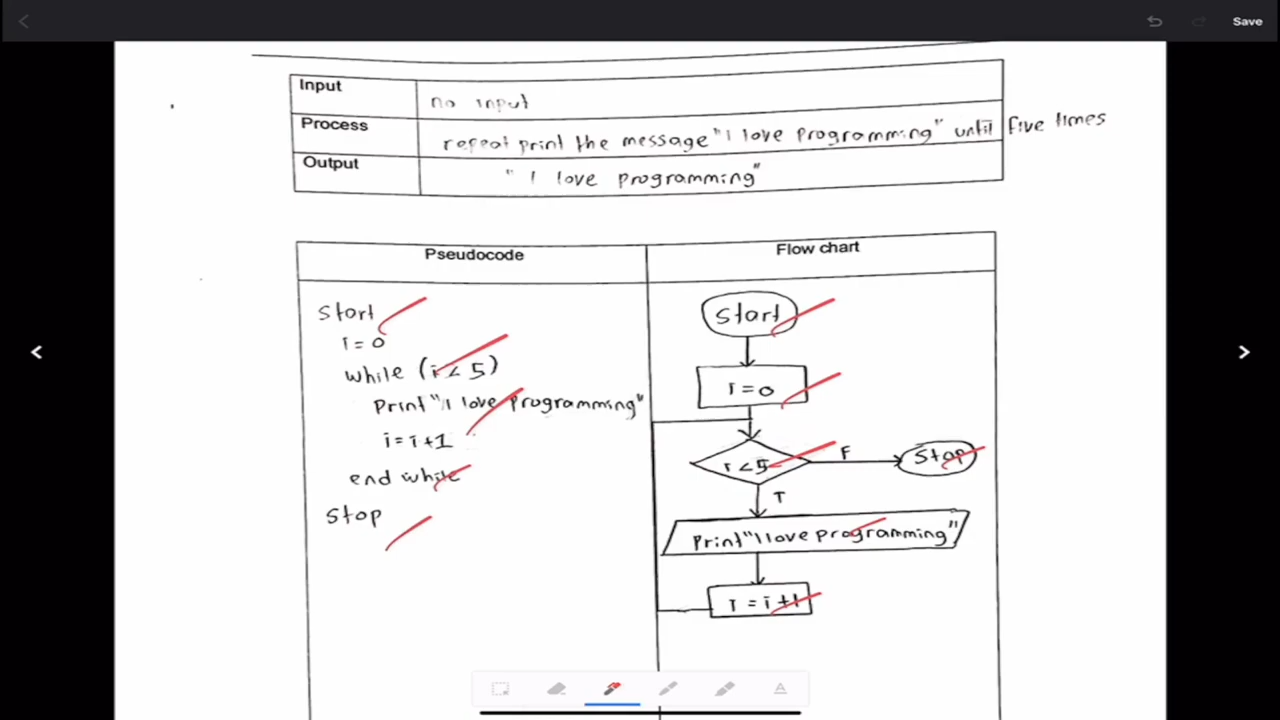 Save
Input
no input
Process
repeat print the message "I love programming" until five times
Output
"I love programming"
Pseudocode
Flow chart
Start
i = 0
while (i < 5)
Print "I love programming"
i = i + 1
end while
Stop
Start
i = 0
i < 5
F
Stop
T
Print "I love programming"
i = i + 1